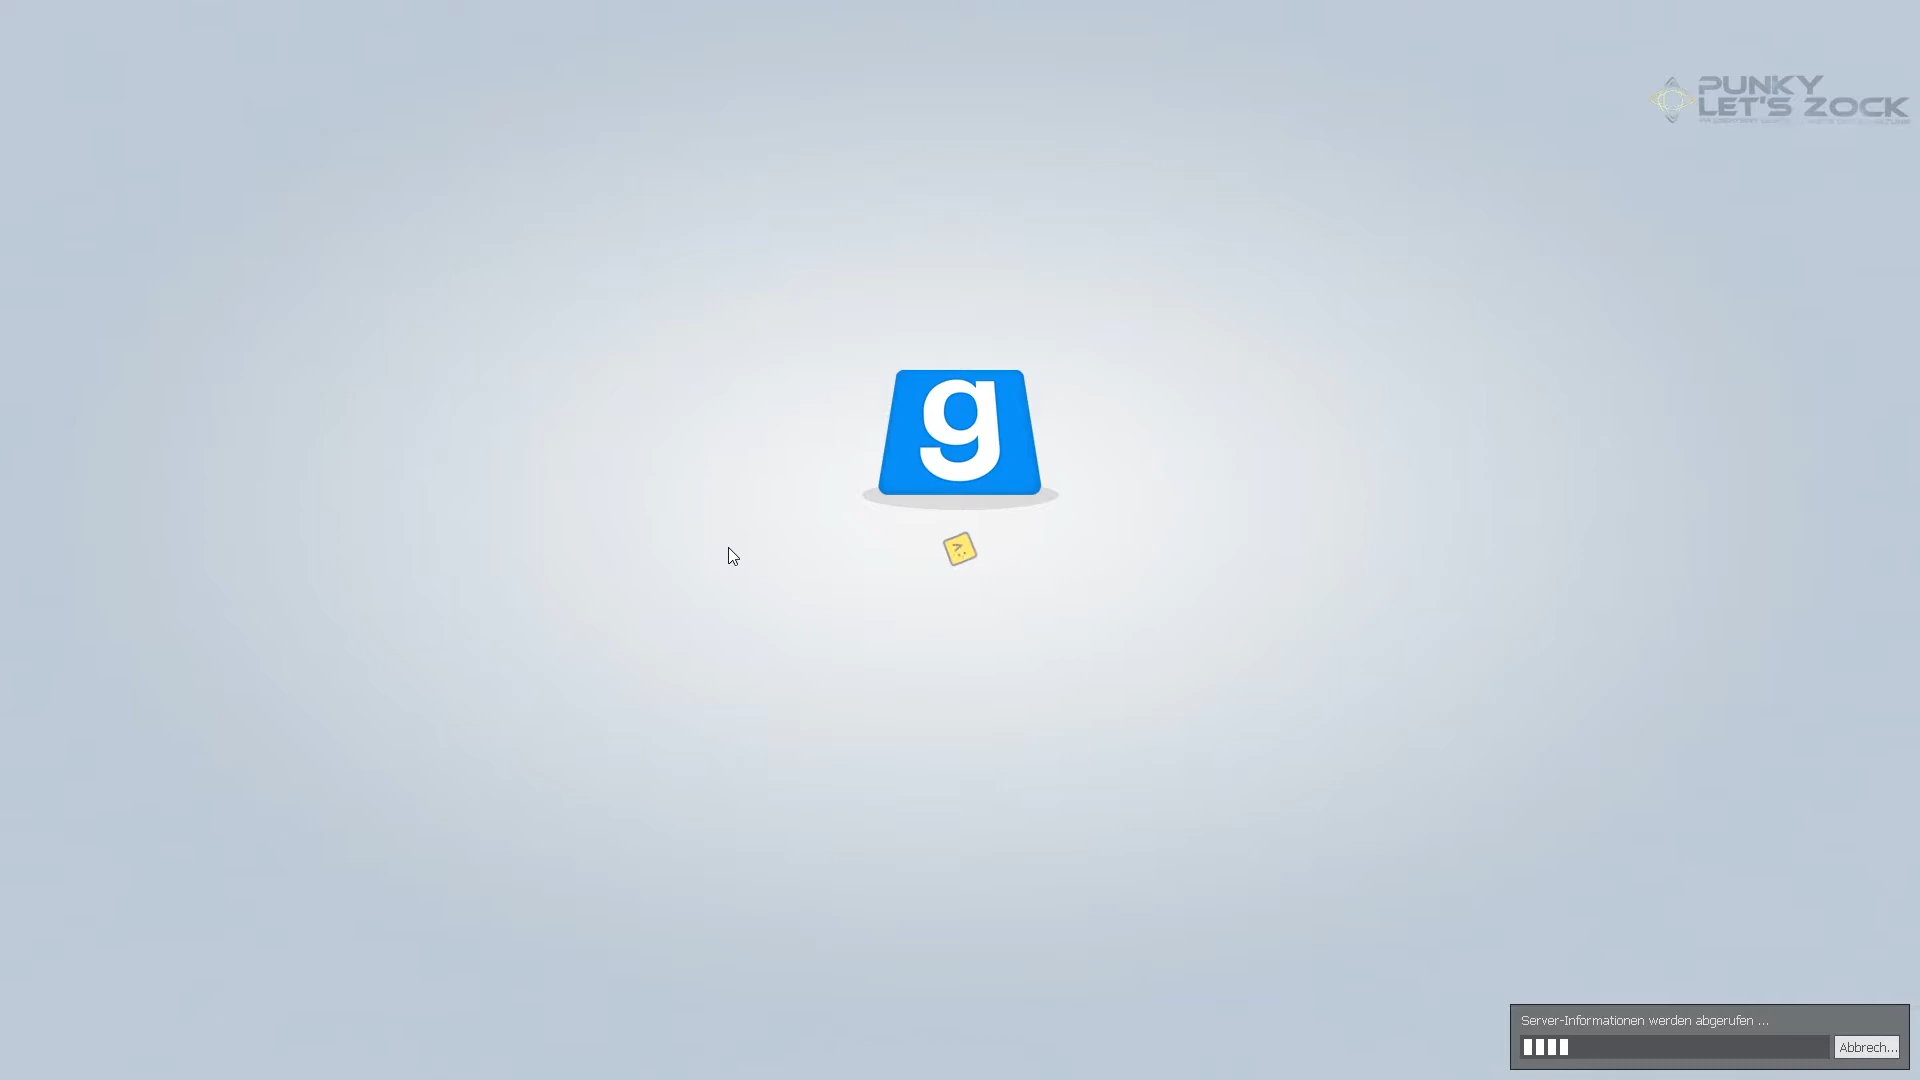 PUNKY
LET'S ZOCK
g
Server-Informationen werden abgerufen ...
Abbrech...